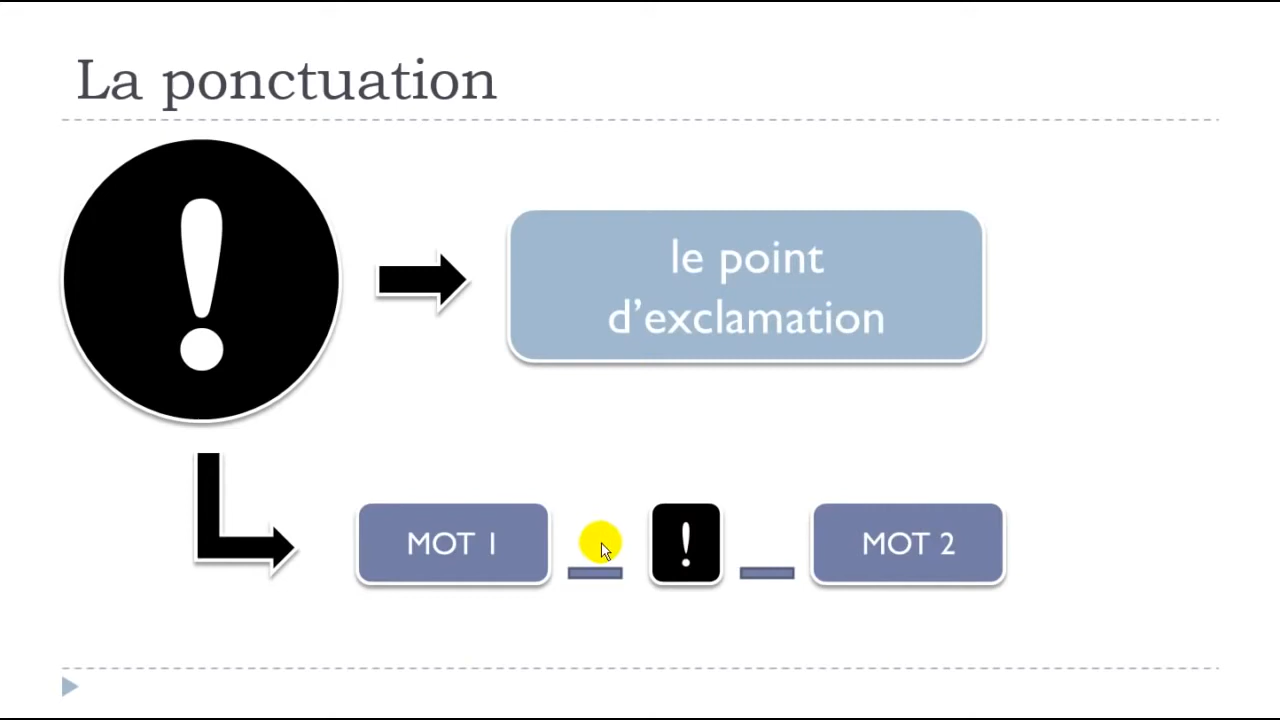 La ponctuation
!
le point
d’exclamation
MOT 1 _ ! _ MOT 2